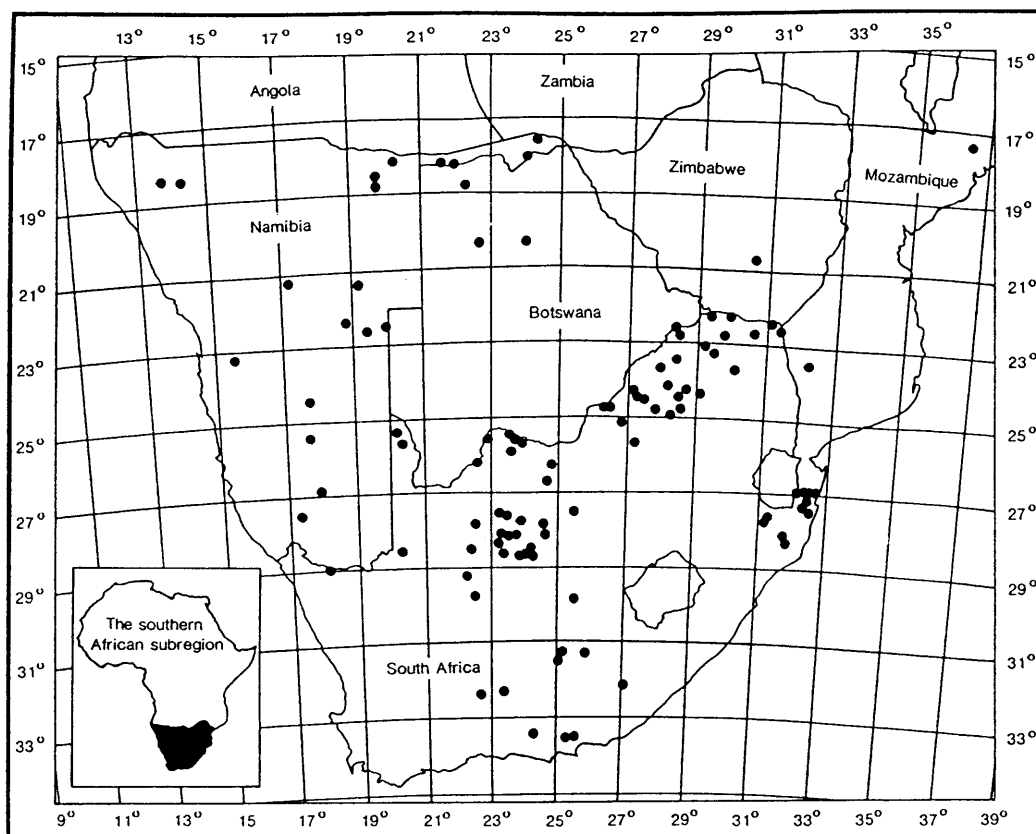 13° 15° 17° 19° 21° 22° 23° 25° 27° 28° 29° 31° 33° 35°
15° 15°
Angola Zambia
17° 17°
Zimbabwe
Mozambique
19° 19°
Namibia
21° 21°
Botswana
23° 23°
25° 25°
27° 27°
29° 29°
The southern
African subregion
31° South Africa 31°
33° 33°
9° 11° 13° 15° 17° 19° 21° 23° 25° 27° 29° 31° 33° 35° 37° 39°